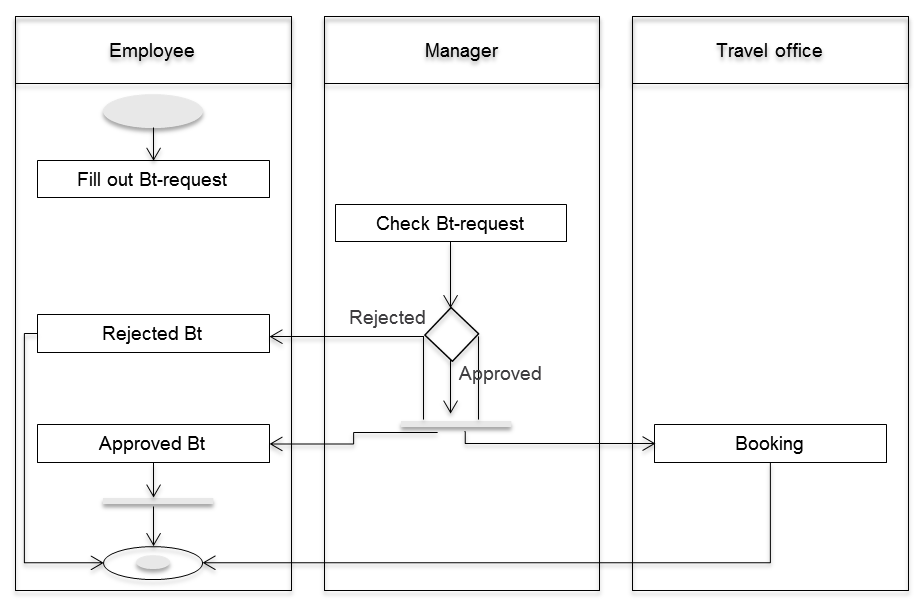 Employee
Manager
Travel office
Fill out Bt-request
Check Bt-request
Rejected
Rejected Bt
Approved
Approved Bt
Booking